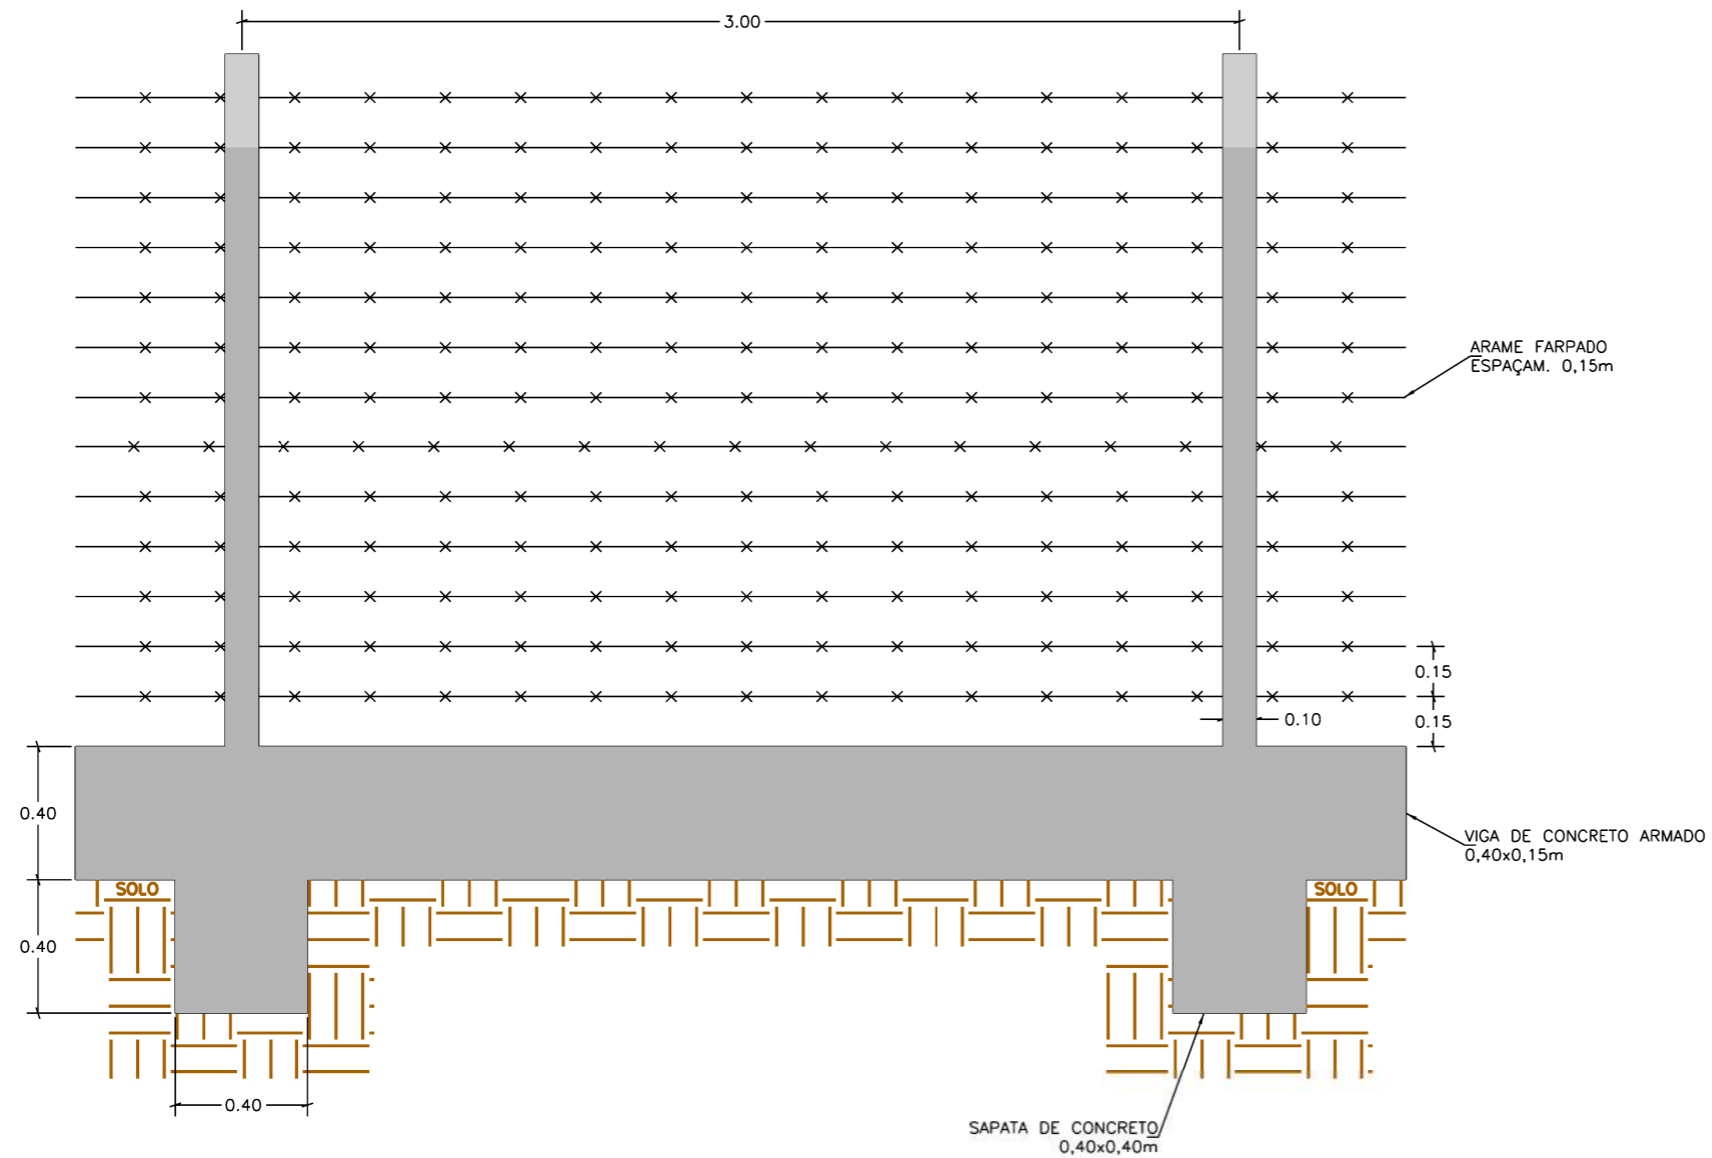 3.00
ARAME FARPADO
ESPAÇAM. 0,15m
0.15
0.10
0.15
0.40
VIGA DE CONCRETO ARMADO
0,40x0,15m
SOLO
SOLO
0.40
0.40
SAPATA DE CONCRETO
0,40x0,40m